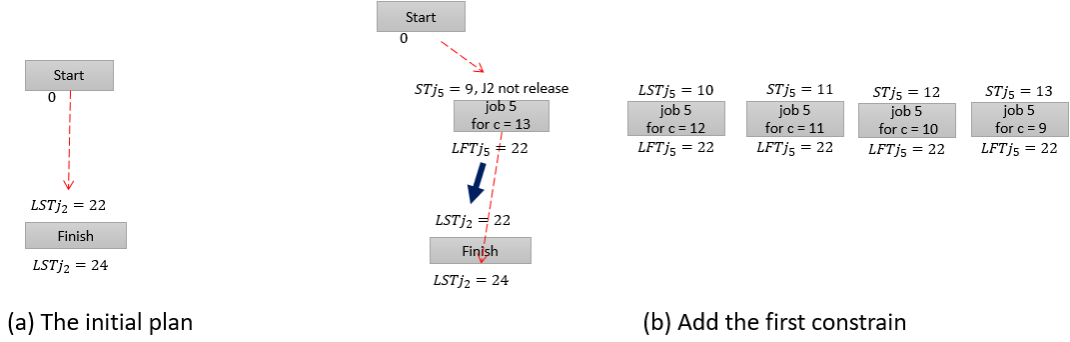 Start
0
LSTj₂ = 22
Finish
LSTj₂ = 24
(a) The initial plan
Start
0
STj₅ = 9, J2 not release
job 5
for c = 13
LFTj₅ = 22
LSTj₂ = 22
Finish
LSTj₂ = 24
LSTj₅ = 10
job 5
for c = 12
LFTj₅ = 22
STj₅ = 11
job 5
for c = 11
LFTj₅ = 22
STj₅ = 12
job 5
for c = 10
LFTj₅ = 22
STj₅ = 13
job 5
for c = 9
LFTj₅ = 22
(b) Add the first constrain